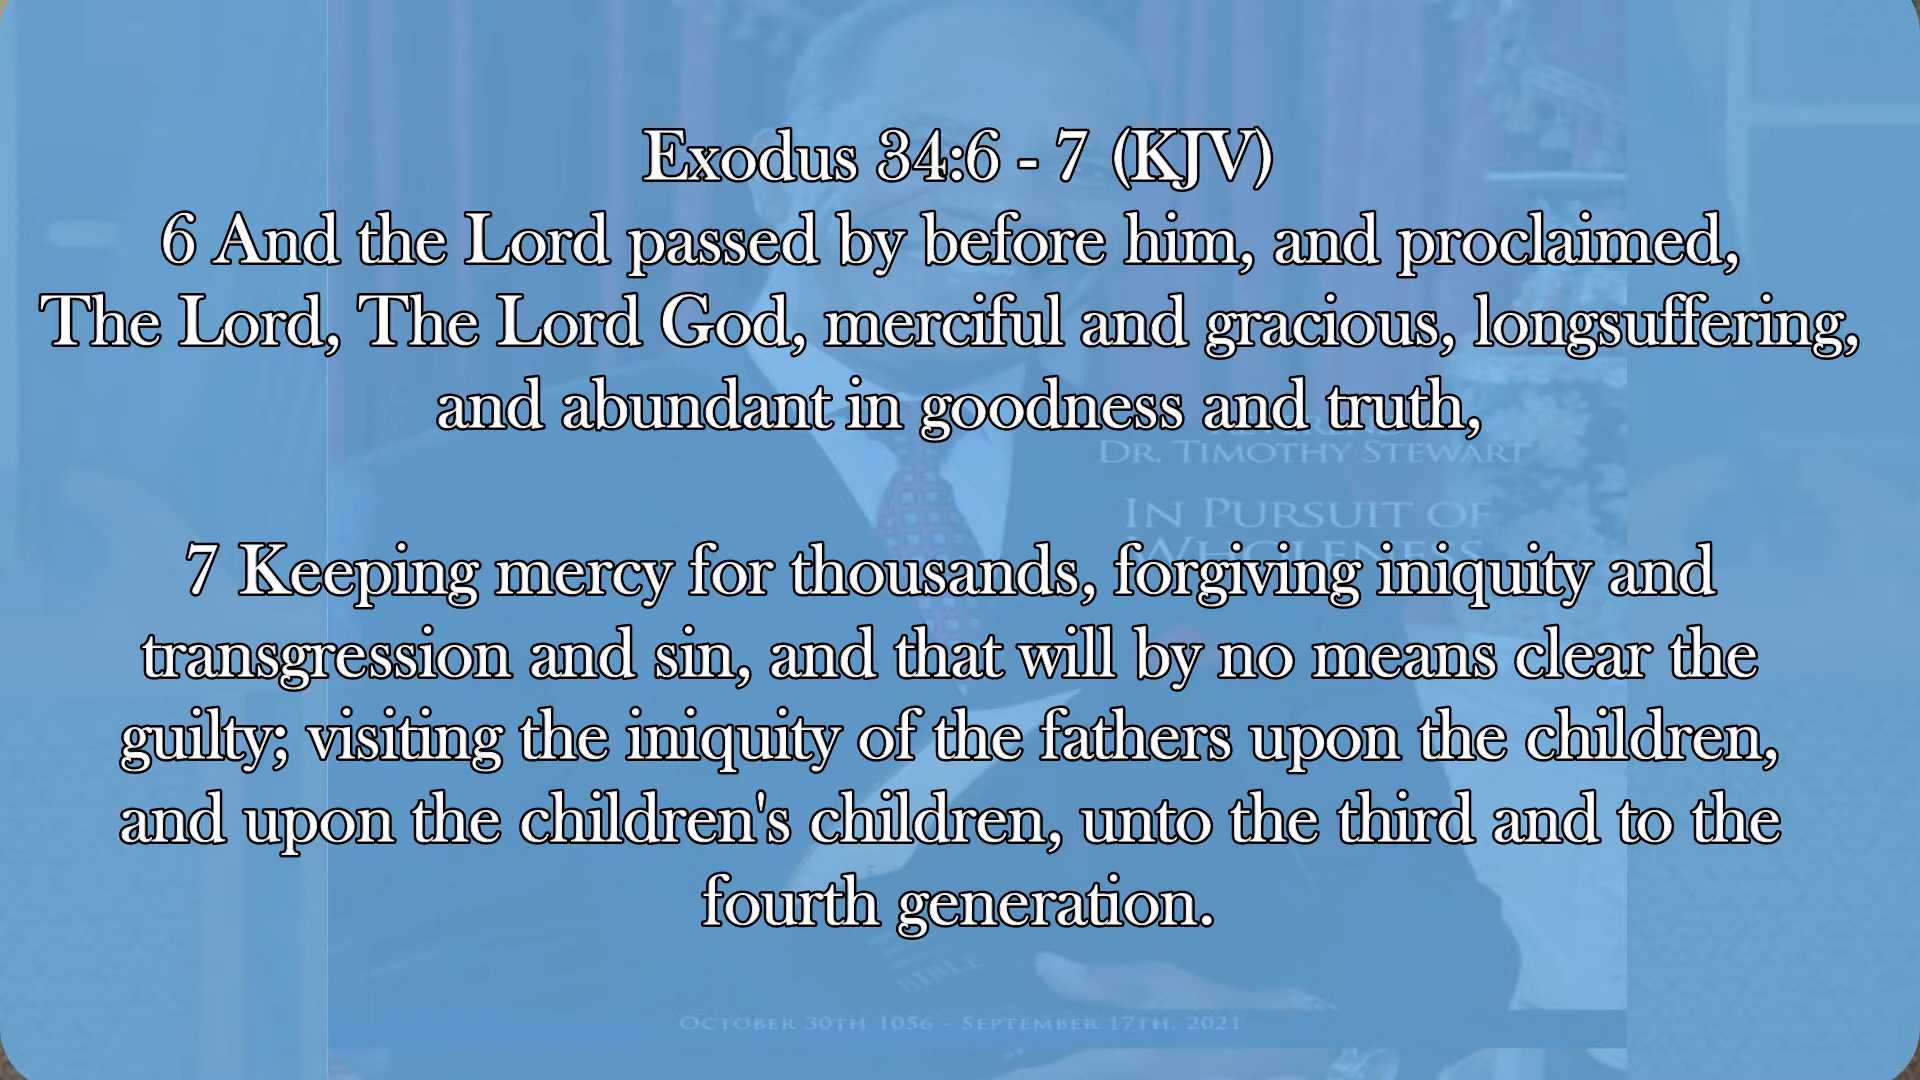 Exodus 34:6 - 7 (KJV)
6 And the Lord passed by before him, and proclaimed,
The Lord, The Lord God, merciful and gracious, longsuffering,
and abundant in goodness and truth,
Dr. Timothy Stewart
In Pursuit of
Wholeness
7 Keeping mercy for thousands, forgiving iniquity and
transgression and sin, and that will by no means clear the
guilty; visiting the iniquity of the fathers upon the children,
and upon the children's children, unto the third and to the
fourth generation.
BIBLE
October 30th 1056 - September 17th, 2021